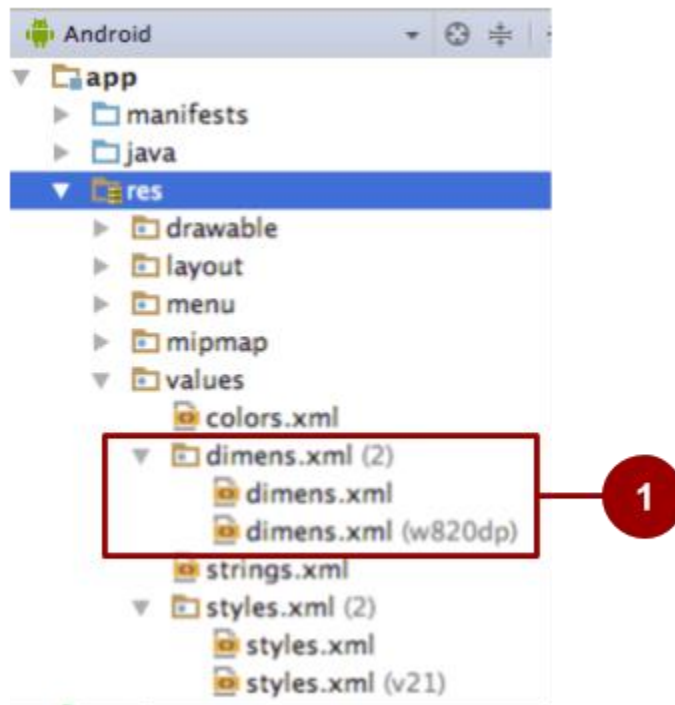 Android
app
manifests
java
res
drawable
layout
menu
mipmap
values
colors.xml
dimens.xml (2)
dimens.xml
1
dimens.xml (w820dp)
strings.xml
styles.xml (2)
styles.xml
styles.xml (v21)